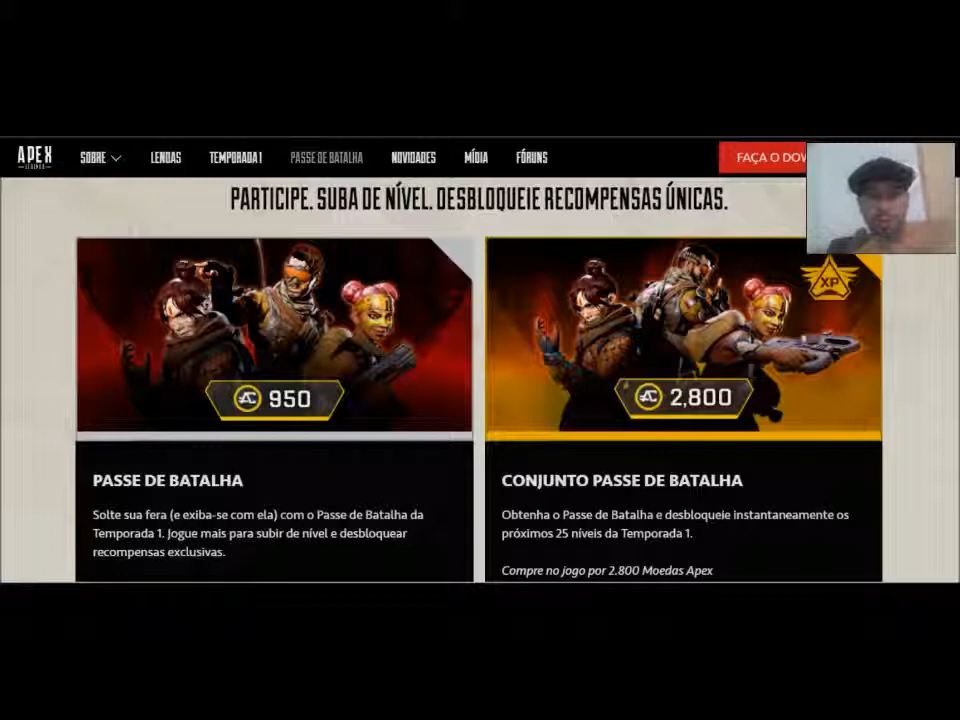 APEX
LEGENDS
SOBRE
LENDAS
TEMPORADA 1
PASSE DE BATALHA
NOVIDADES
MÍDIA
FÓRUNS
FAÇA O
PARTICIPE. SUBA DE NÍVEL. DESBLOQUEIE RECOMPENSAS ÚNICAS.
950
XP
2,800
PASSE DE BATALHA
Solte sua fera (e exiba-se com ela) com o Passe de Batalha da
Temporada 1. Jogue mais para subir de nível e desbloquear
recompensas exclusivas.
CONJUNTO PASSE DE BATALHA
Obtenha o Passe de Batalha e desbloqueie instantaneamente os
próximos 25 níveis da Temporada 1.
Compre no jogo por 2.800 Moedas Apex